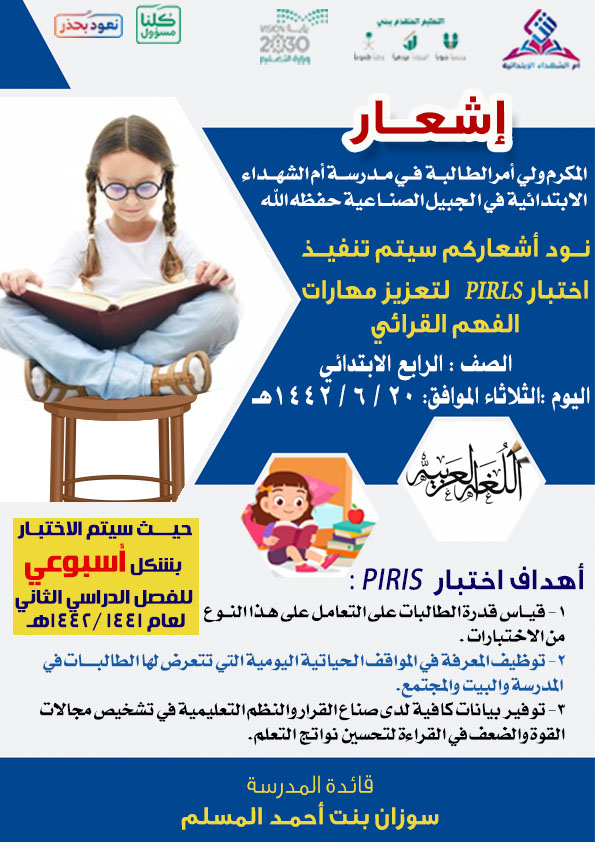 نعود بحذر
كلنا مسؤول
VISION رؤية
2030
وزارة التعليم
التعليم المتقدم يبني
أم الشهداء الابتدائية
إشعار
المكرم ولي أمر الطالبة في مدرسة أم الشهداء
الابتدائية في الجبيل الصناعية حفظه الله
نود أشعاركم سيتم تنفيذ
اختبار PIRLS لتعزيز مهارات
الفهم القرائي
الصف : الرابع الابتدائي
اليوم :الثلاثاء الموافق: ٢٠ / ٦ / ١٤٤٢هـ
اللغة العربية
حيث سيتم الاختبار
بشكل أسبوعي
للفصل الدراسي الثاني
لعام ١٤٤١ /١٤٤٢هـ
أهداف اختبار PIRIS :
١- قياس قدرة الطالبات على التعامل على هذا النوع
من الاختبارات .
٢- توظيف المعرفة في المواقف الحياتية اليومية التي تتعرض لها الطالبات في
المدرسة والبيت والمجتمع.
٣- توفير بيانات كافية لدى صناع القرار والنظم التعليمية في تشخيص مجالات
القوة والضعف في القراءة لتحسين نواتج التعلم.
قائدة المدرسة
سوزان بنت أحمد المسلم